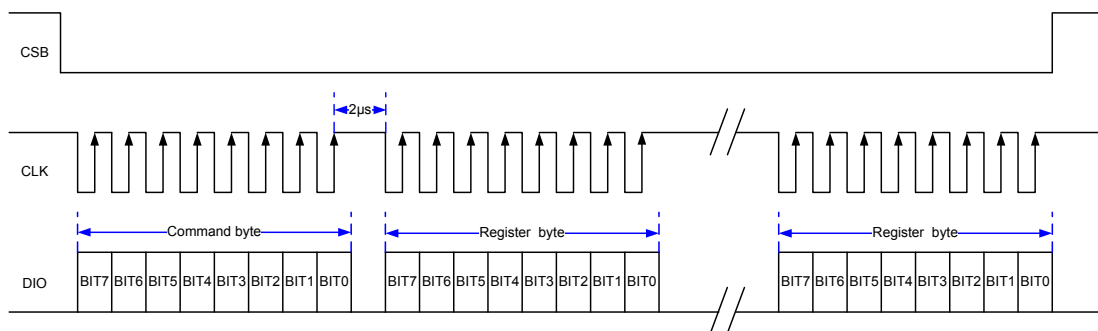 CSB
2µs
CLK
Command byte Register byte Register byte
DIO BIT7 BIT6 BIT5 BIT4 BIT3 BIT2 BIT1 BIT0 BIT7 BIT6 BIT5 BIT4 BIT3 BIT2 BIT1 BIT0 BIT7 BIT6 BIT5 BIT4 BIT3 BIT2 BIT1 BIT0